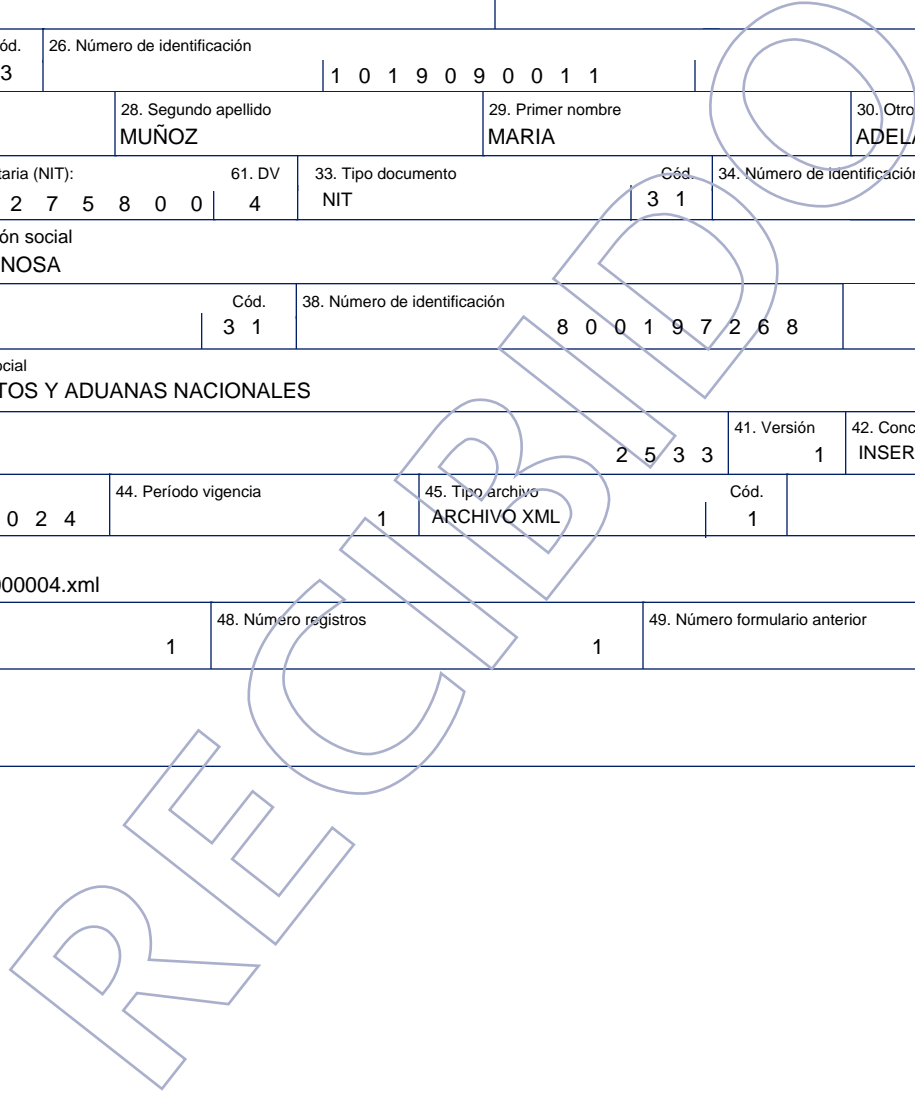 ód. 26. Número de identificación
3 1 0 1 9 0 9 0 0 1 1
28. Segundo apellido 29. Primer nombre 30. Otro
MUÑOZ MARIA ADELA
taria (NIT): 61. DV 33. Tipo documento Cód. 34. Número de identificación
2 7 5 8 0 0 4 NIT 3 1
ón social
NOSA
Cód. 38. Número de identificación
3 1 8 0 0 1 9 7 2 6 8
ocial
TOS Y ADUANAS NACIONALES
41. Versión 42. Conc
2 5 3 3 1 INSER
44. Período vigencia 45. Tipo archivo Cód.
0 2 4 1 ARCHIVO XML 1
000004.xml
48. Número registros 49. Número formulario anterior
1 1
RECIBIDO